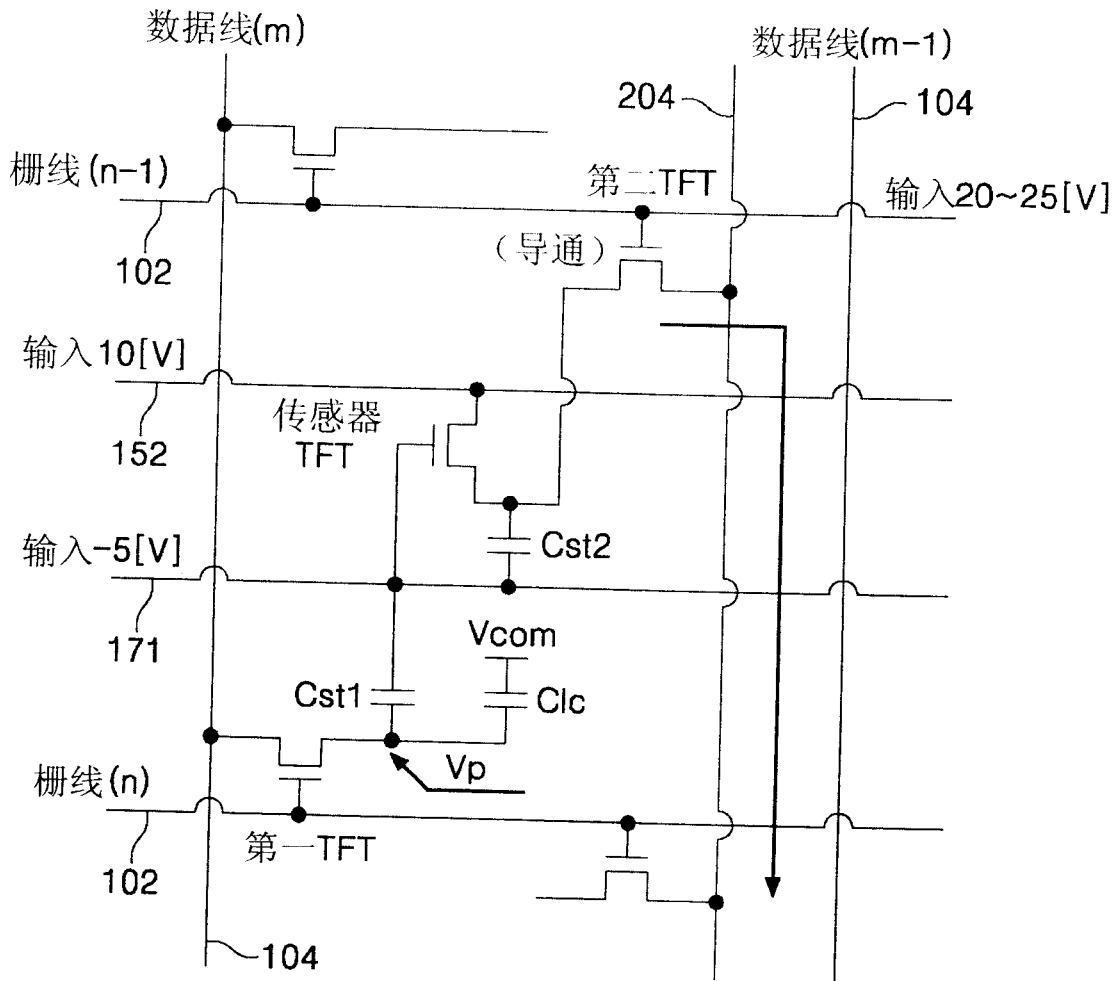 数据线(m)
数据线(m-1)
204
104
栅线(n-1)
第二TFT
输入20~25[V]
(导通)
102
输入10[V]
传感器
TFT
152
输入-5[V]
Cst2
171
Vcom
Cst1
Clc
Vp
栅线(n)
第一TFT
102
104